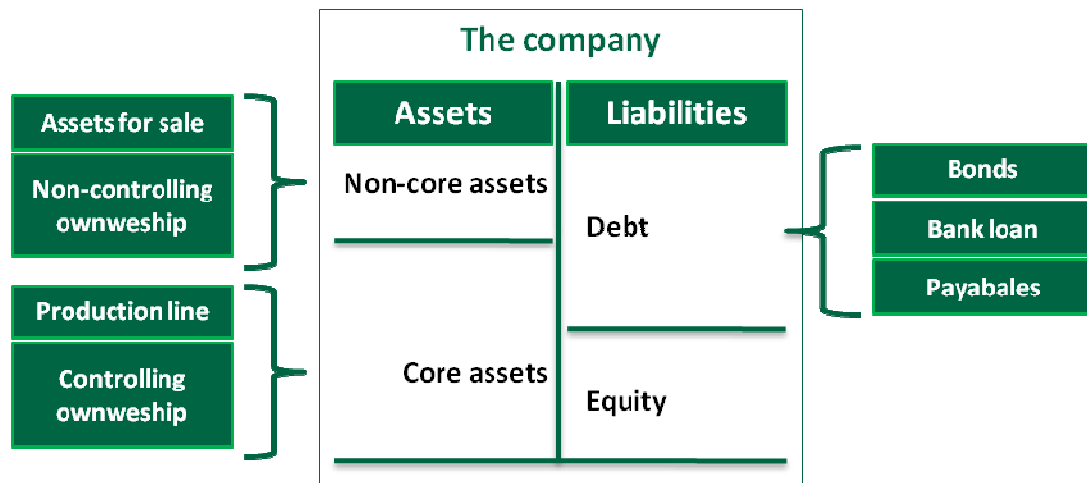 The company
Assets
Liabilities
Assets for sale
Non-controlling
ownweship
Non-core assets
Debt
Bonds
Bank loan
Payabales
Production line
Controlling
ownweship
Core assets
Equity